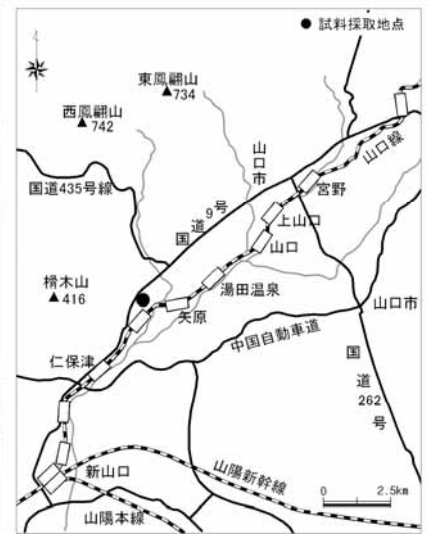 ● 試料採取地点
東鳳翩山
▲ 734
西鳳翩山
▲ 742
国道435号線
山口市
国道9号
山口線
宮野
上山口
山口
湯田温泉
榾木山
▲ 416
矢原
山口市
中国自動車道
仁保津
国道262号
新山口
山陽新幹線
山陽本線
0 2.5km